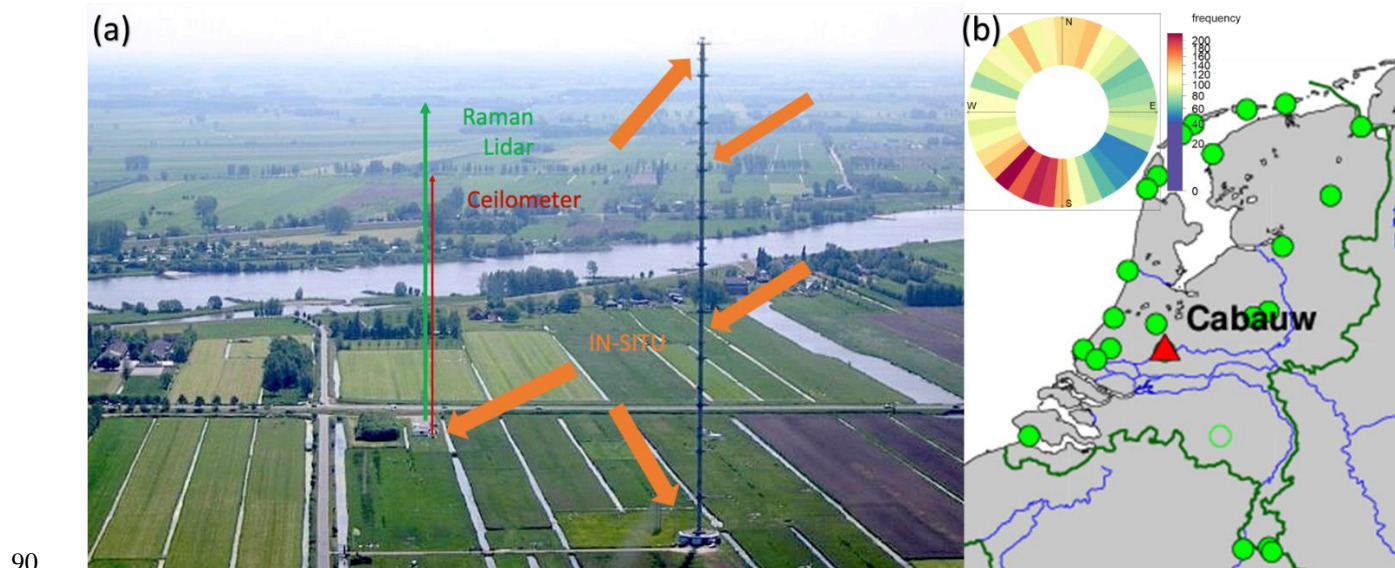 (a)
Raman
Lidar
Ceilometer
IN-SITU
(b)
N
W
E
S
frequency
200
180
160
140
120
100
80
60
40
20
0
Cabauw
90